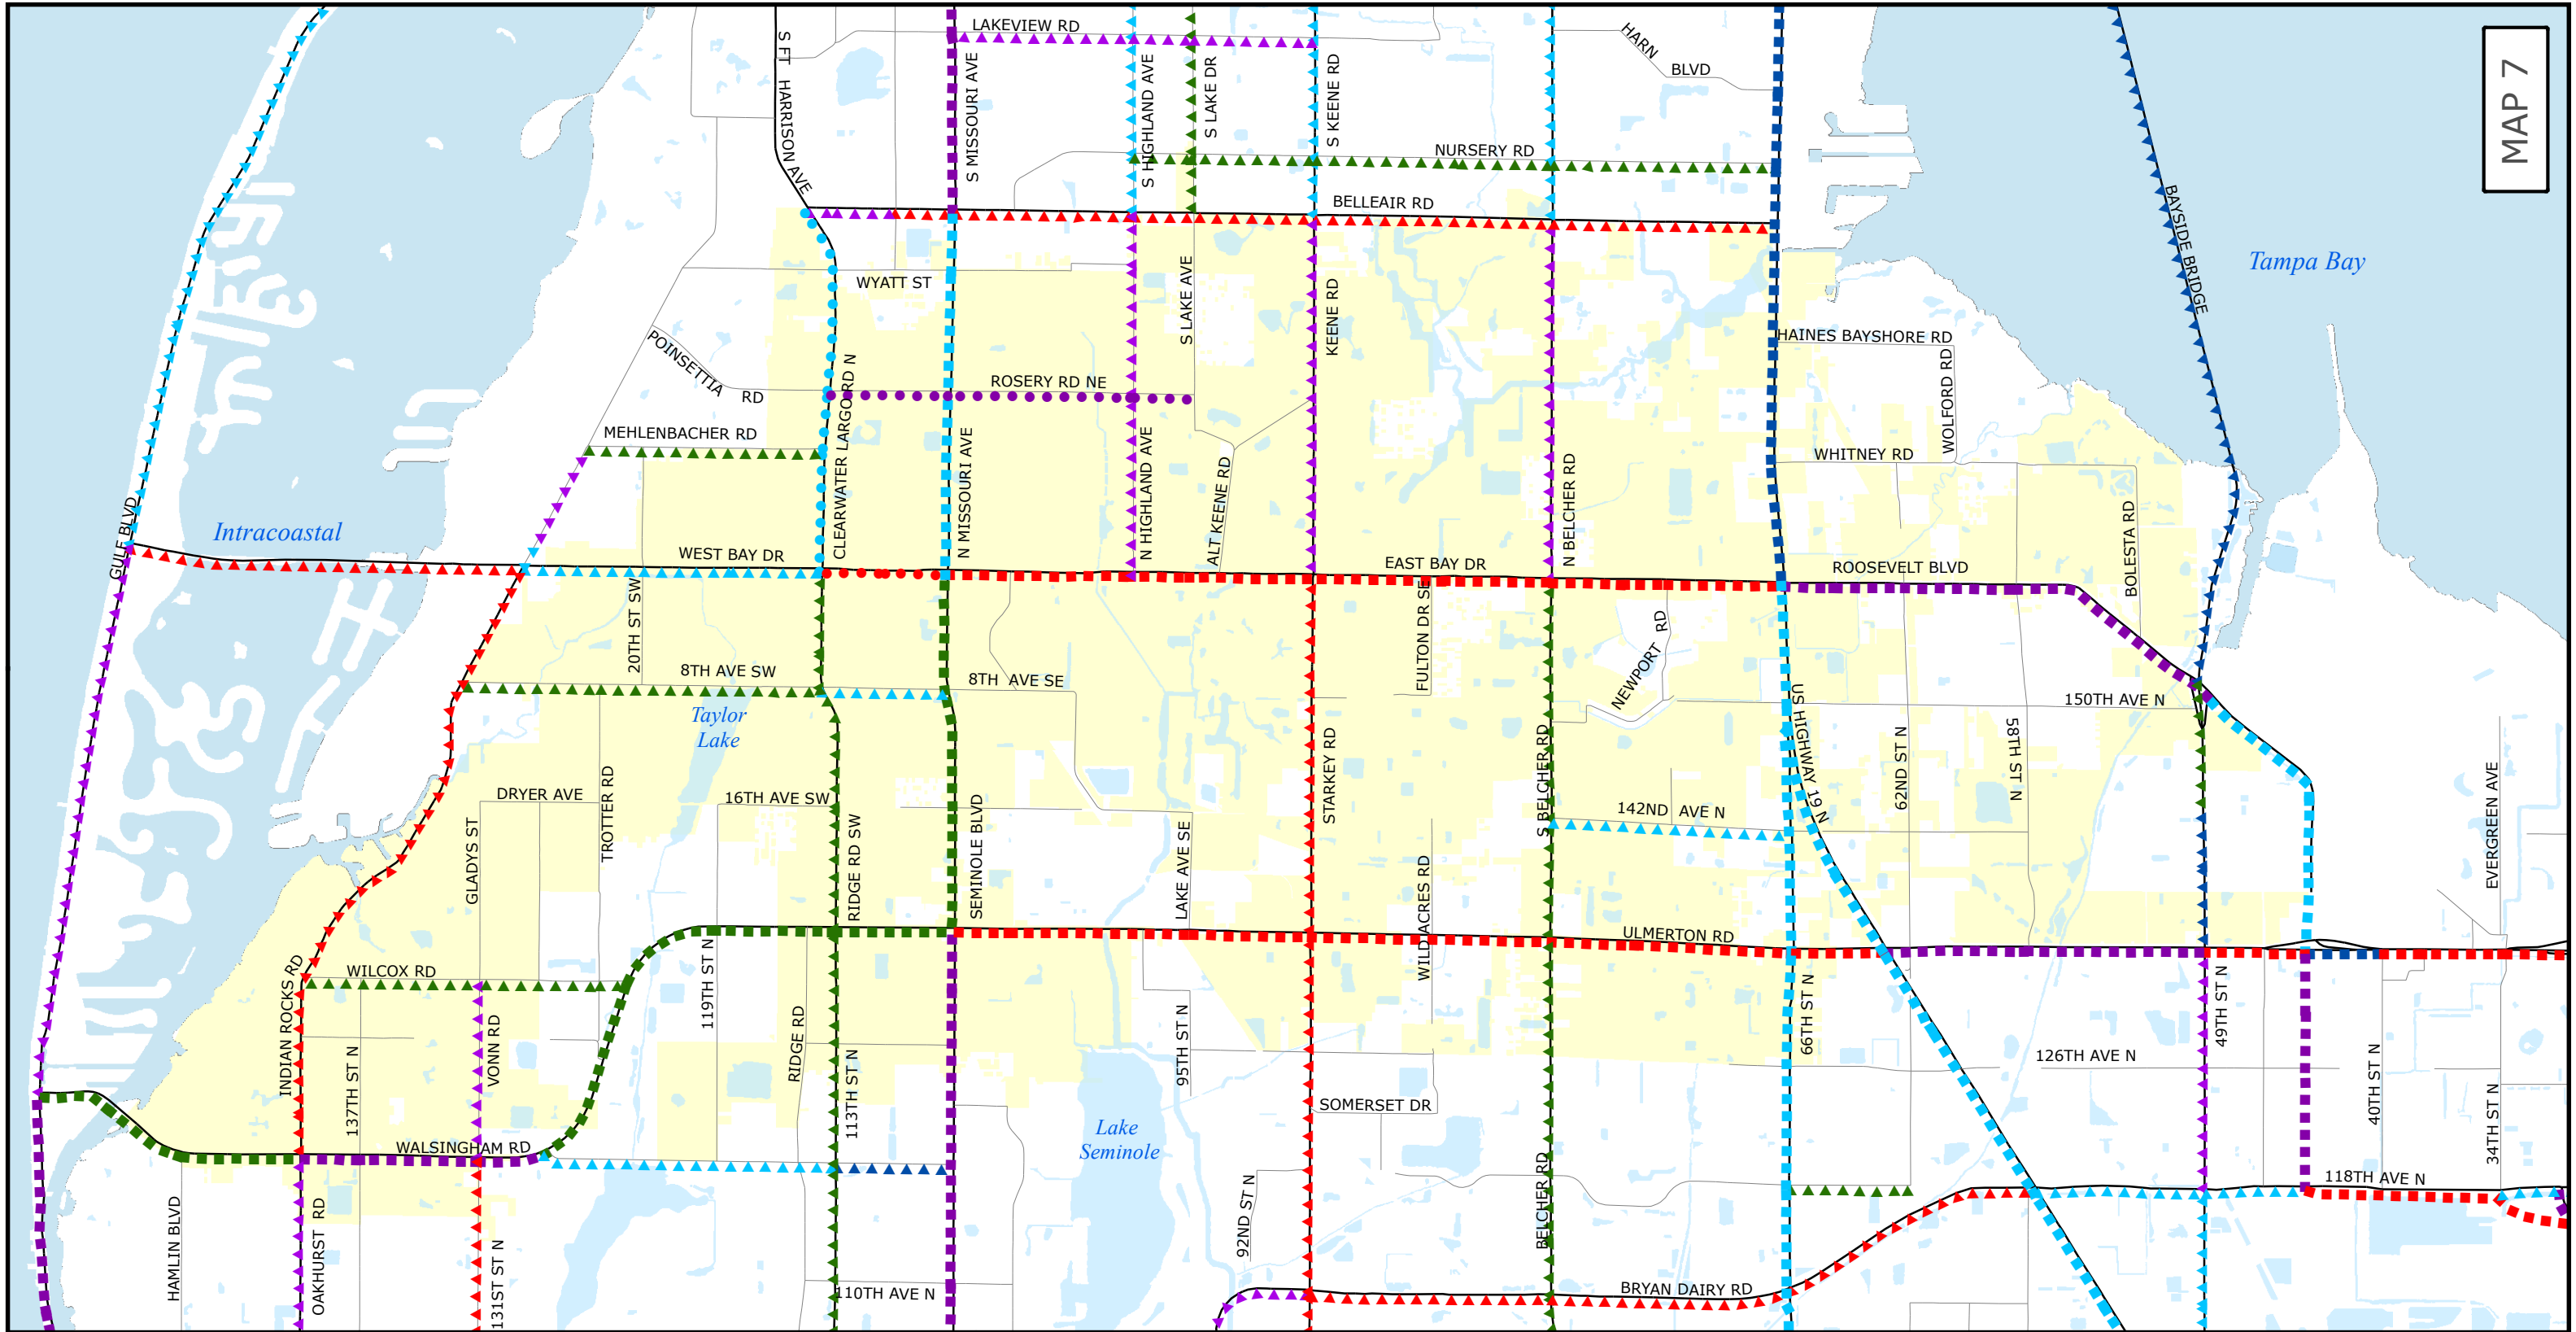 LAKEVIEW RD
HARN
BLVD
MAP 7
S FT HARRISON AVE
S MISSOURI AVE
S HIGHLAND AVE
S LAKE DR
S KEENE RD
NURSERY RD
BELLEAIR RD
BAYSIDE BRIDGE
Tampa Bay
WYATT ST
S LAKE AVE
KEENE RD
HAINES BAYSHORE RD
WOLFORD RD
POINSETTIA
RD
ROSERY RD NE
CLEARWATER LARGO RD N
MEHLENBACHER RD
N MISSOURI AVE
N HIGHLAND AVE
ALT KEENE RD
N BELCHER RD
WHITNEY RD
BOLESTA RD
GULF BLVD
Intracoastal
WEST BAY DR
EAST BAY DR
ROOSEVELT BLVD
20TH ST SW
FULTON DR SE
NEWPORT RD
8TH AVE SW
8TH AVE SE
150TH AVE N
US HIGHWAY 19 N
Taylor
Lake
62ND ST N
58TH ST N
STARKEY RD
S BELCHER RD
TROTTER RD
DRYER AVE
16TH AVE SW
142ND AVE N
EVERGREEN AVE
GLADYS ST
RIDGE RD SW
SEMINOLE BLVD
LAKE AVE SE
WILD ACRES RD
ULMERTON RD
INDIAN ROCKS RD
WILCOX RD
119TH ST N
66TH ST N
49TH ST N
137TH ST N
VONN RD
RIDGE RD
113TH ST N
95TH ST N
126TH AVE N
40TH ST N
34TH ST N
SOMERSET DR
WALSINGHAM RD
Lake
Seminole
118TH AVE N
HAMLIN BLVD
OAKHURST RD
131ST ST N
92ND ST N
BELCHER RD
110TH AVE N
BRYAN DAIRY RD